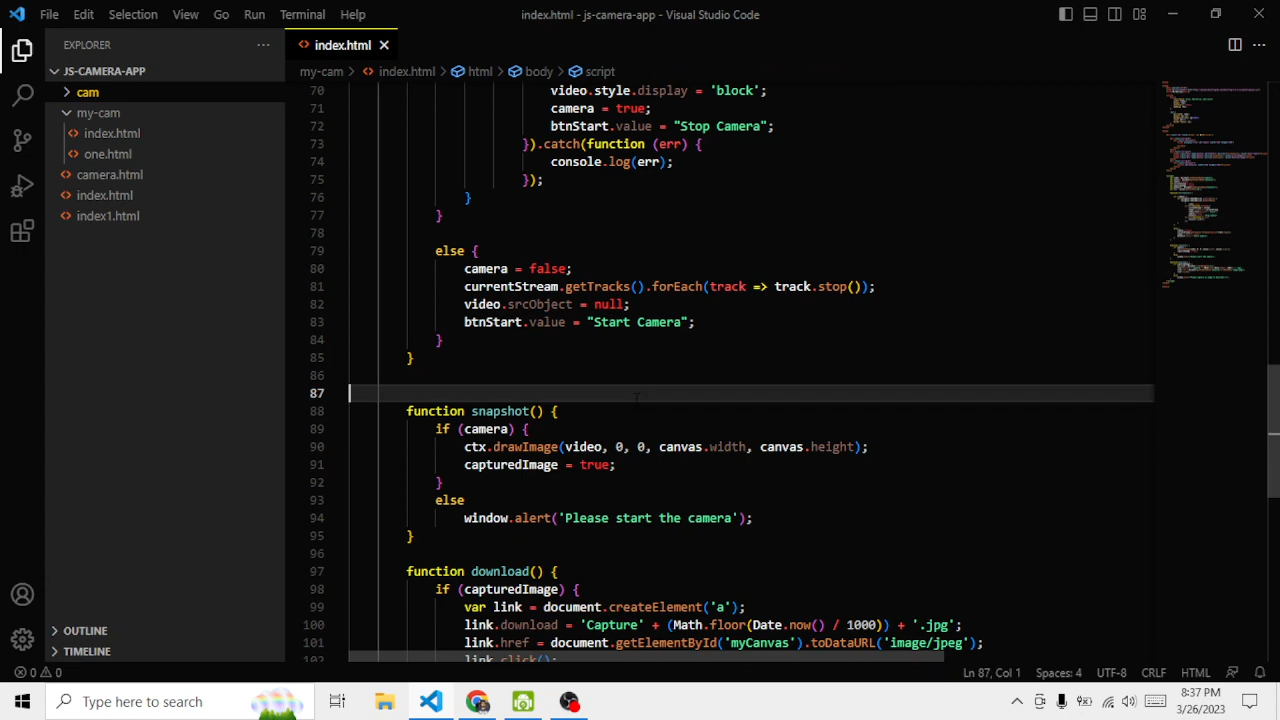 File Edit Selection View Go Run Terminal Help index.html - js-camera-app - Visual Studio Code
EXPLORER
JS-CAMERA-APP
cam
my-cam
index.html
one.html
camera.html
index.html
index1.html
OUTLINE
TIMELINE
index.html
my-cam > index.html > html > body > script
70 video.style.display = 'block';
71 camera = true;
72 btnStart.value = "Stop Camera";
73 }).catch(function (err) {
74 console.log(err);
75 });
76 }
77 }
78
79 else {
80 camera = false;
81 currentStream.getTracks().forEach(track => track.stop());
82 video.srcObject = null;
83 btnStart.value = "Start Camera";
84 }
85 }
86
87
88 function snapshot() {
89 if (camera) {
90 ctx.drawImage(video, 0, 0, canvas.width, canvas.height);
91 capturedImage = true;
92 }
93 else
94 window.alert('Please start the camera');
95 }
96
97 function download() {
98 if (capturedImage) {
99 var link = document.createElement('a');
100 link.download = 'Capture' + (Math.floor(Date.now() / 1000)) + '.jpg';
101 link.href = document.getElementById('myCanvas').toDataURL('image/jpeg');
102 link.click();
0 0 Ln 87, Col 1 Spaces: 4 UTF-8 CRLF HTML
Type here to search
8:37 PM
3/26/2023